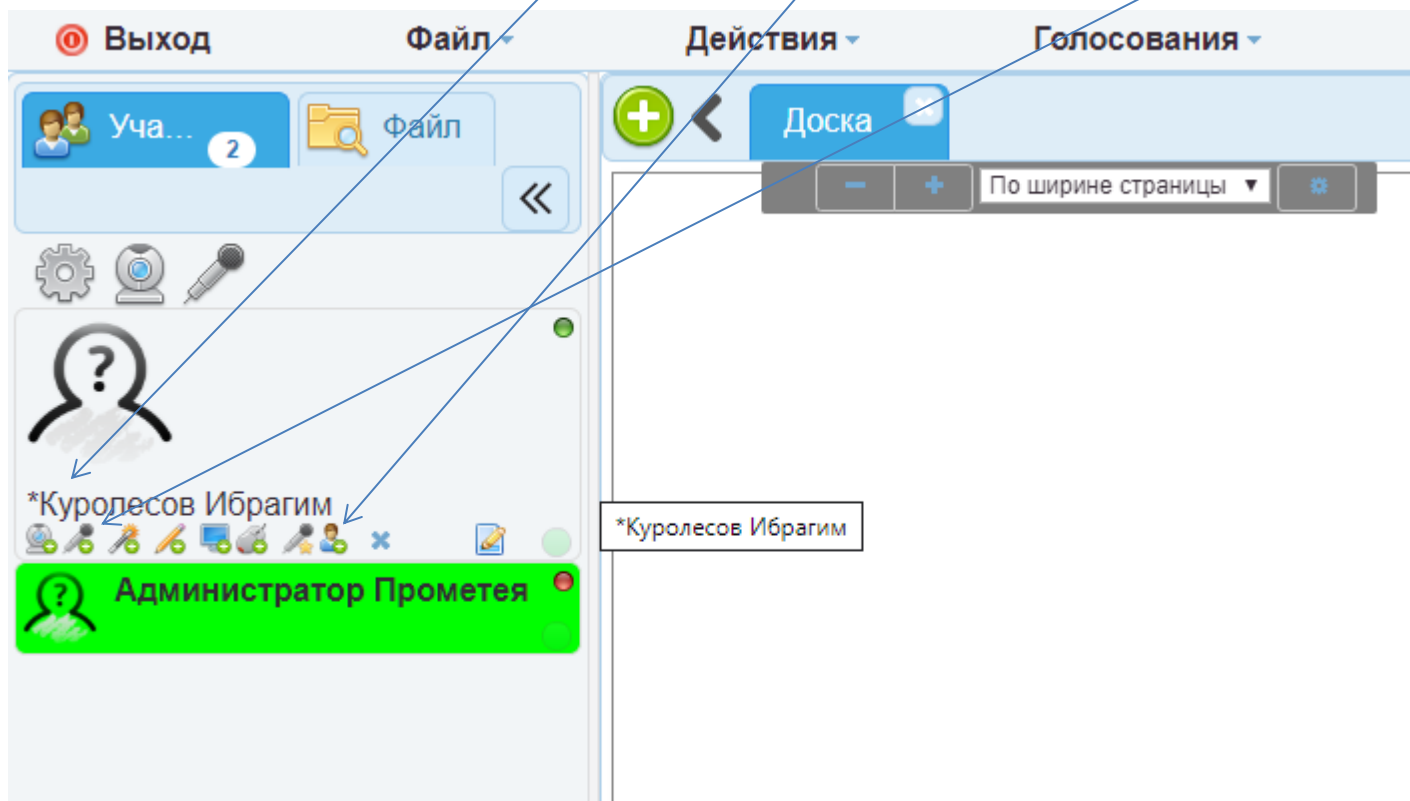 Выход Файл Действия Голосования
Уча... 2 Файл Доска
По ширине страницы
*Куролесов Ибрагим
*Куролесов Ибрагим
Администратор Прометея